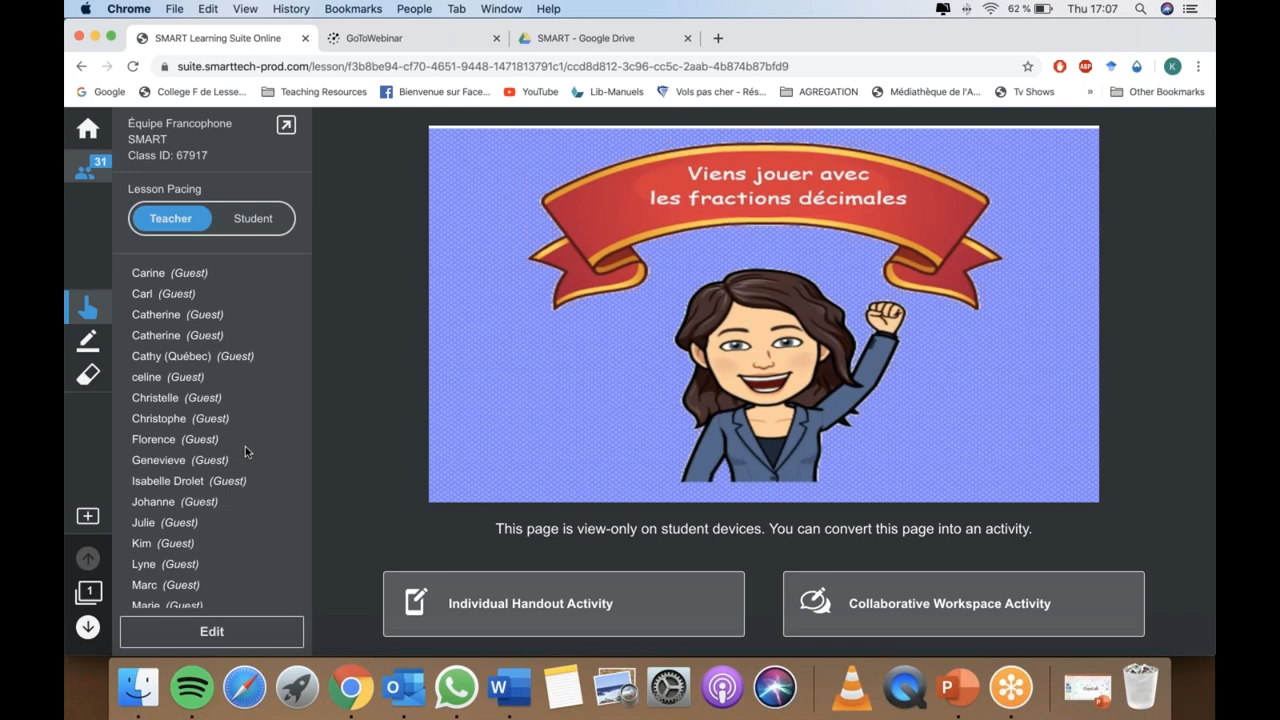 Chrome File Edit View History Bookmarks People Tab Window Help 62 % Thu 17:07
SMART Learning Suite Online GoToWebinar SMART - Google Drive
suite.smarttech-prod.com/lesson/f3b8be94-cf70-4651-9448-1471813791c1/ccd8d812-3c96-cc5c-2aab-4b874b87bfd9 ABP K
Google College F de Lesse... Teaching Resources Bienvenue sur Face... YouTube Lib-Manuels Vols pas cher - Rés... AGREGATION Médiathèque de l'A... Tv Shows » Other Bookmarks
Équipe Francophone
SMART
Class ID: 67917
31
Lesson Pacing
Teacher Student
Carine (Guest)
Carl (Guest)
Catherine (Guest)
Catherine (Guest)
Cathy (Québec) (Guest)
celine (Guest)
Christelle (Guest)
Christophe (Guest)
Florence (Guest)
Genevieve (Guest)
Isabelle Drolet (Guest)
Johanne (Guest)
Julie (Guest)
Kim (Guest)
Lyne (Guest)
Marc (Guest)
Marie (Guest)
1
Edit
Viens jouer avec
les fractions décimales
This page is view-only on student devices. You can convert this page into an activity.
Individual Handout Activity Collaborative Workspace Activity
O W P